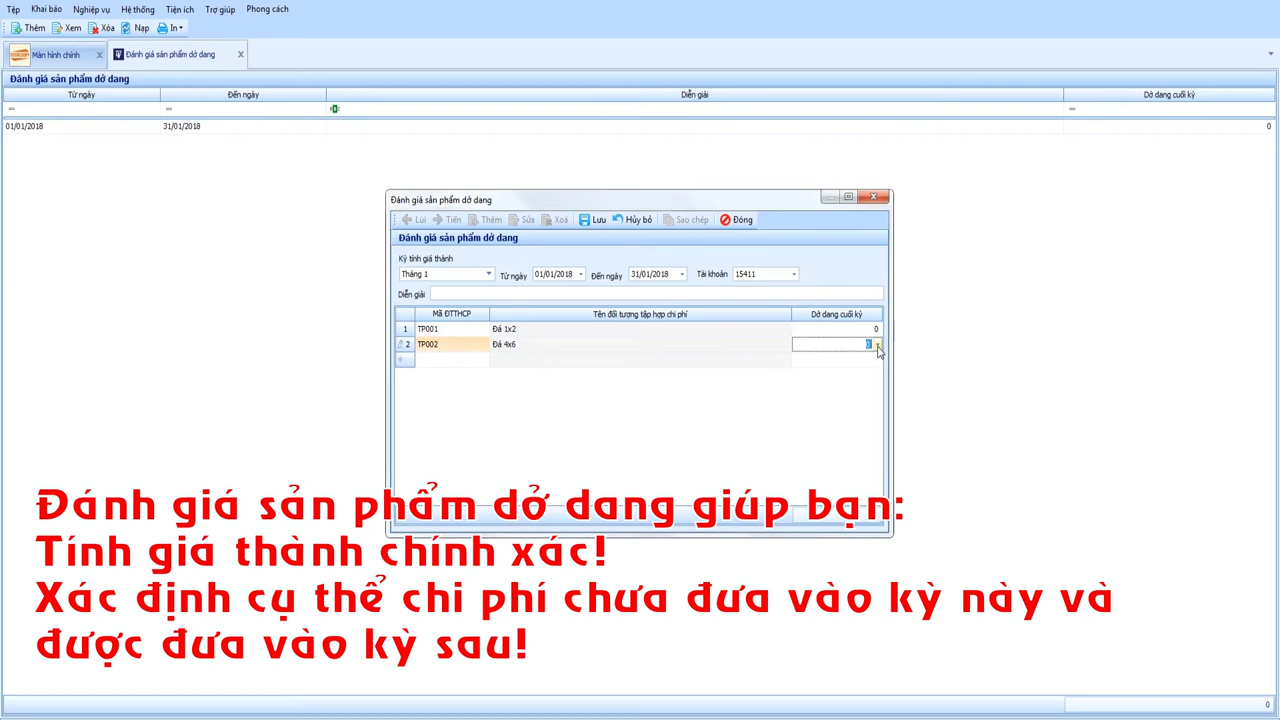 Tệp Khai báo Nghiệp vụ Hệ thống Tiện ích Trợ giúp Phong cách
Thêm Xem Xóa Nạp In
Màn hình chính Đánh giá sản phẩm dở dang
Đánh giá sản phẩm dở dang
Từ ngày Đến ngày Diễn giải Dở dang cuối kỳ
01/01/2018 31/01/2018 0
Đánh giá sản phẩm dở dang
Lùi Tiến Thêm Sửa Xoá Lưu Hủy bỏ Sao chép Đóng
Đánh giá sản phẩm dở dang
Kỳ tính giá thành
Tháng 1 Từ ngày 01/01/2018 Đến ngày 31/01/2018 Tài khoản 15411
Diễn giải
Mã ĐTTHCP Tên đối tượng tập hợp chi phí Dở dang cuối kỳ
1 TP001 Đá 1x2 0
2 TP002 Đá 4x6 0
Đánh giá sản phẩm dở dang giúp bạn:
Tính giá thành chính xác!
Xác định cụ thể chi phí chưa đưa vào kỳ này và
được đưa vào kỳ sau!
0